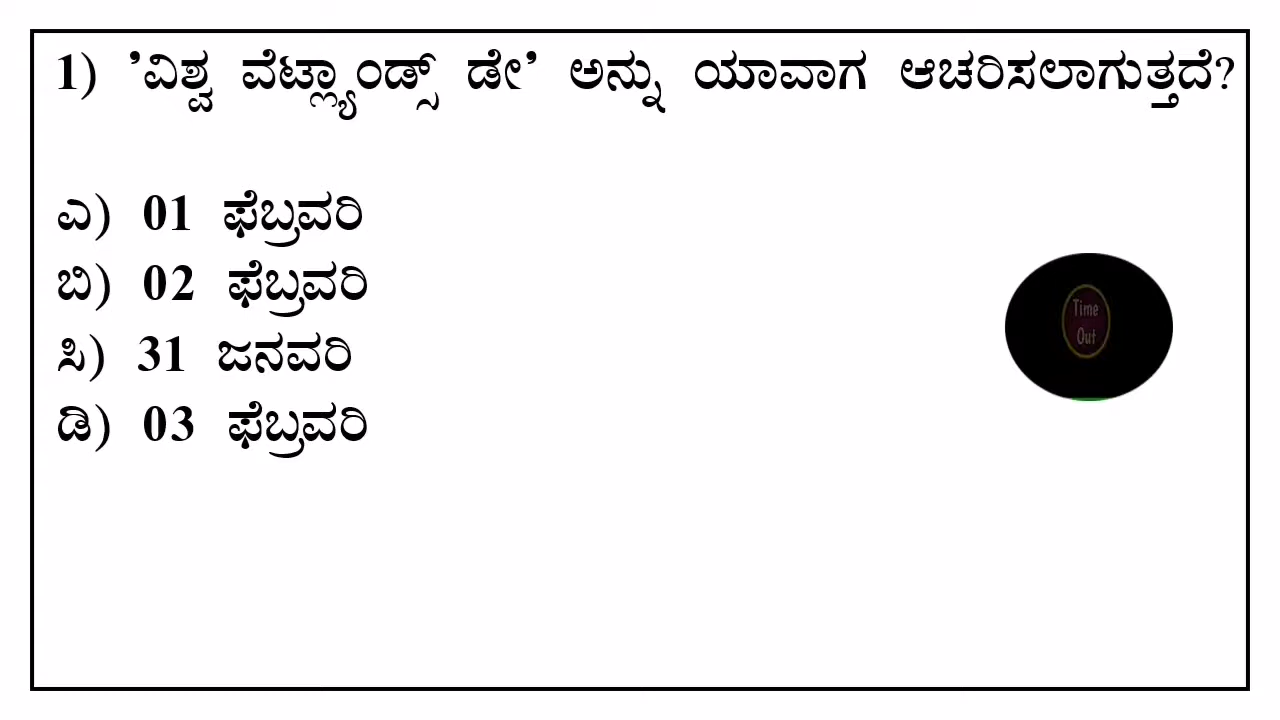 1) ’ವಿಶ್ವ ವೆಟ್ಲ್ಯಾಂಡ್ಸ್ ಡೇ’ ಅನ್ನು ಯಾವಾಗ ಆಚರಿಸಲಾಗುತ್ತದೆ?
ಎ) 01 ಫೆಬ್ರವರಿ
ಬಿ) 02 ಫೆಬ್ರವರಿ
ಸಿ) 31 ಜನವರಿ
ಡಿ) 03 ಫೆಬ್ರವರಿ
Time
Out